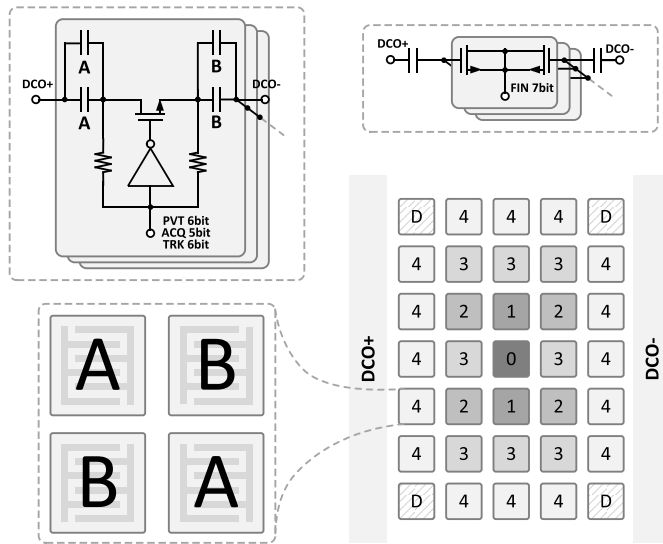 A
B
DCO+
DCO-
A
B
PVT 6bit
ACQ 5bit
TRK 6bit
DCO+
DCO-
FIN 7bit
A B
B A
DCO+
DCO-
D 4 4 4 D
4 3 3 3 4
4 2 1 2 4
4 3 0 3 4
4 2 1 2 4
4 3 3 3 4
D 4 4 4 D